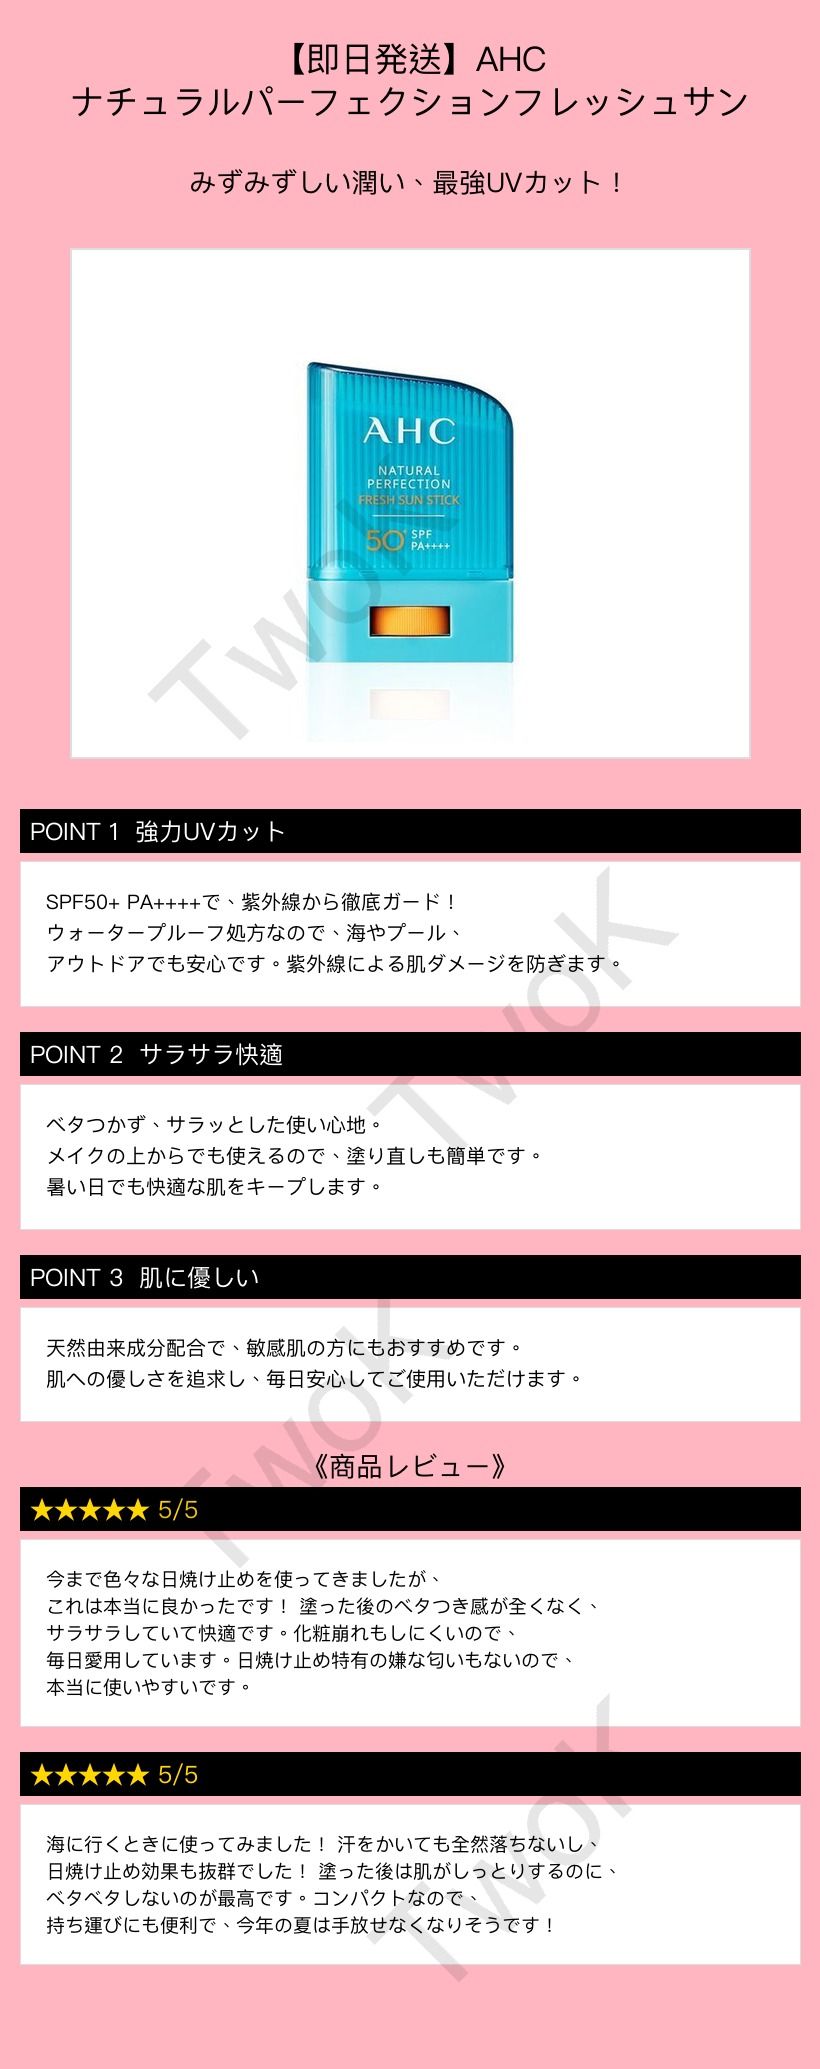 【即日発送】AHC
ナチュラルパーフェクションフレッシュサン
みずみずしい潤い、最強UVカット！
AHC
NATURAL
PERFECTION
FRESH SUN STICK
50+ SPF
PA++++
TwoK
POINT 1 強力UVカット
SPF50+ PA++++で、紫外線から徹底ガード！
ウォータープルーフ処方なので、海やプール、
アウトドアでも安心です。紫外線による肌ダメージを防ぎます。
TwoK
POINT 2 サラサラ快適
ベタつかず、サラッとした使い心地。
メイクの上からでも使えるので、塗り直しも簡単です。
暑い日でも快適な肌をキープします。
POINT 3 肌に優しい
天然由来成分配合で、敏感肌の方にもおすすめです。
肌への優しさを追求し、毎日安心してご使用いただけます。
TwoK
《商品レビュー》
★★★★★ 5/5
今まで色々な日焼け止めを使ってきましたが、
これは本当に良かったです！ 塗った後のベタつき感が全くなく、
サラサラしていて快適です。化粧崩れもしにくいので、
毎日愛用しています。日焼け止め特有の嫌な匂いもないので、
本当に使いやすいです。
★★★★★ 5/5
海に行くときに使ってみました！ 汗をかいても全然落ちないし、
日焼け止め効果も抜群でした！ 塗った後は肌がしっとりするのに、
ベタベタしないのが最高です。コンパクトなので、
持ち運びにも便利で、今年の夏は手放せなくなりそうです！
TwoK